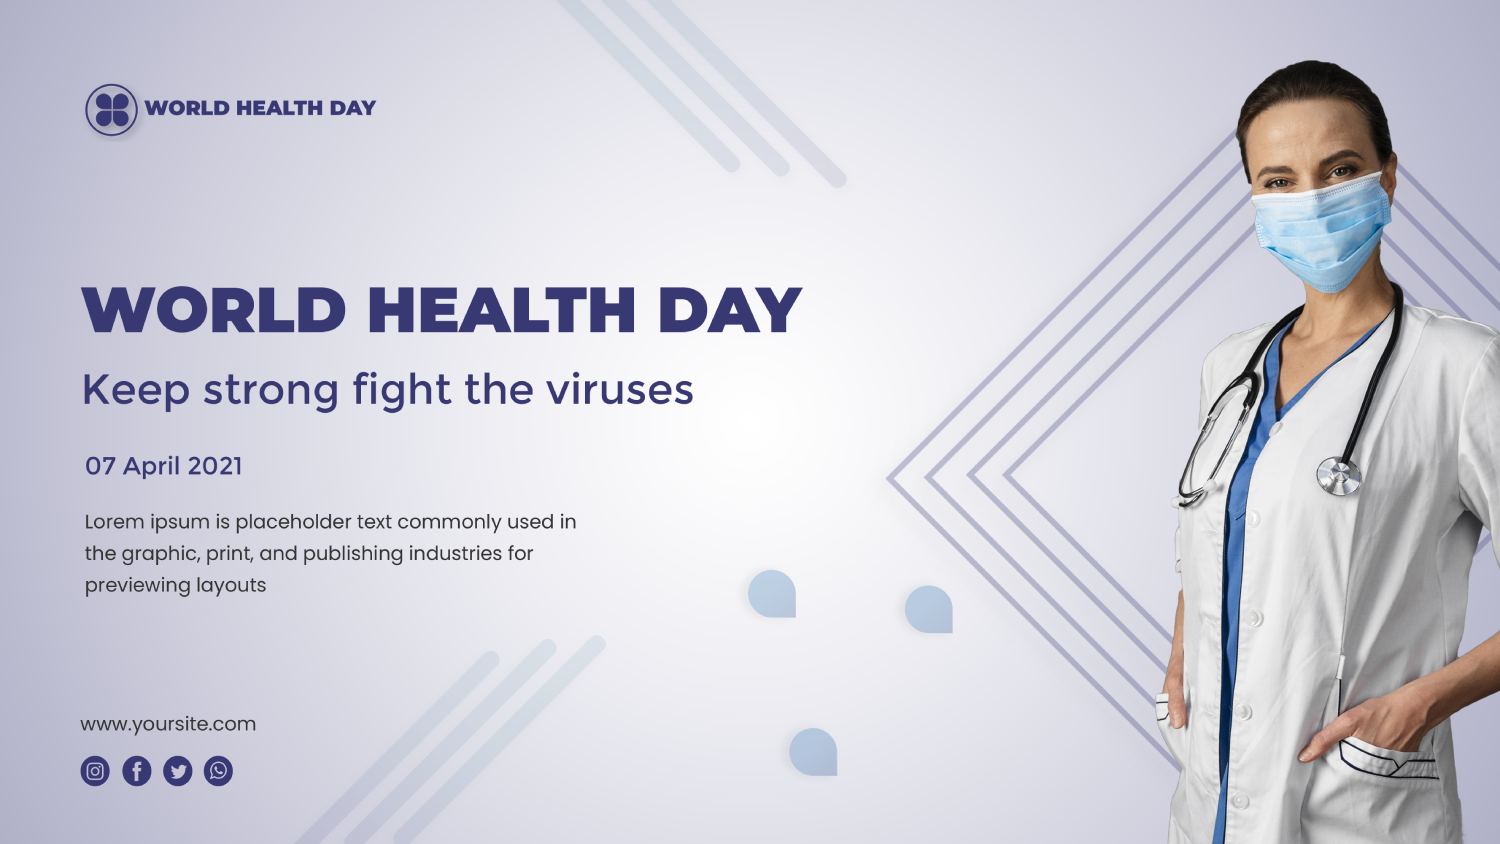 WORLD HEALTH DAY
WORLD HEALTH DAY
Keep strong fight the viruses
07 April 2021
Lorem ipsum is placeholder text commonly used in
the graphic, print, and publishing industries for
previewing layouts
www.yoursite.com